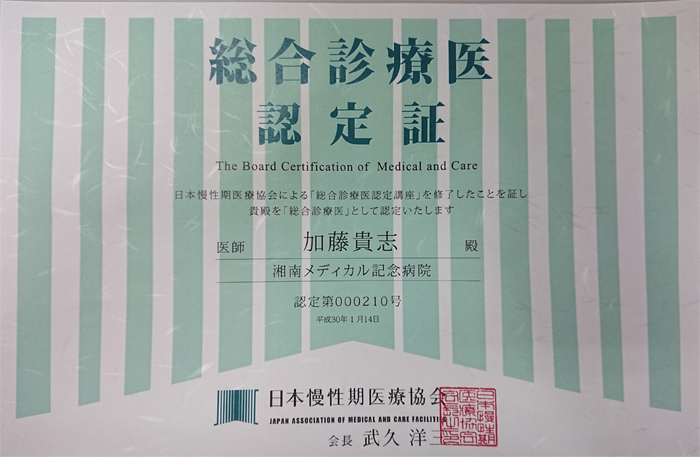 総合診療医
認定証
The Board Certification of Medical and Care
日本慢性期医療協会による「総合診療医認定講座」を修了したことを証し
貴殿を「総合診療医」として認定いたします
医師 加藤貴志 殿
湘南メディカル記念病院
認定第000210号
平成30年1月14日
日本慢性期医療協会
JAPAN ASSOCIATION OF MEDICAL AND CARE FACILITIES
会長 武久 洋三